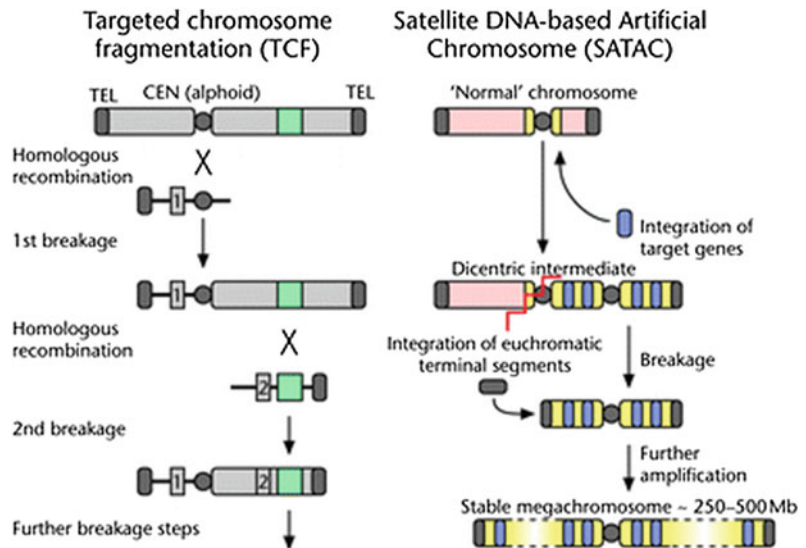 Targeted chromosome
fragmentation (TCF)
TEL
CEN (alphoid)
TEL
Homologous
recombination
1
1st breakage
1
Homologous
recombination
2
2nd breakage
1
2
Further breakage steps
Satellite DNA-based Artificial
Chromosome (SATAC)
'Normal' chromosome
Integration of
target genes
Dicentric intermediate
Integration of euchromatic
terminal segments
Breakage
Further
amplification
Stable megachromosome ~ 250–500 Mb